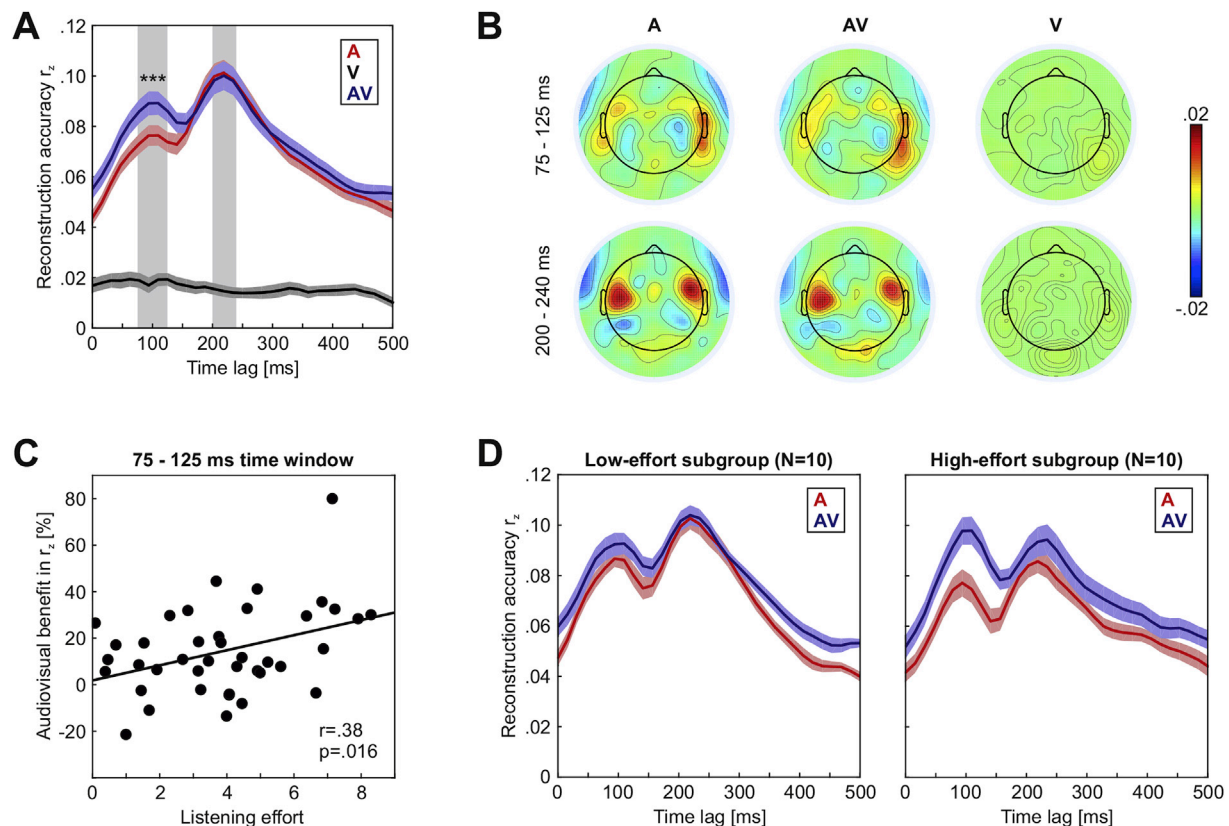 A
.12
.10
.08
.06
.04
.02
0
Reconstruction accuracy r_z
***
A
V
AV
0 100 200 300 400 500
Time lag [ms]
B
A AV V
75 - 125 ms
200 - 240 ms
.02
-.02
C
75 - 125 ms time window
80
60
40
20
0
-20
Audiovisual benefit in r_z [%]
r=.38
p=.016
0 2 4 6 8
Listening effort
D
Low-effort subgroup (N=10)
0.12
0.10
.08
.06
.04
.02
0
Reconstruction accuracy r_z
A
AV
0 100 200 300 400 500
Time lag [ms]
High-effort subgroup (N=10)
A
AV
0 100 200 300 400 500
Time lag [ms]